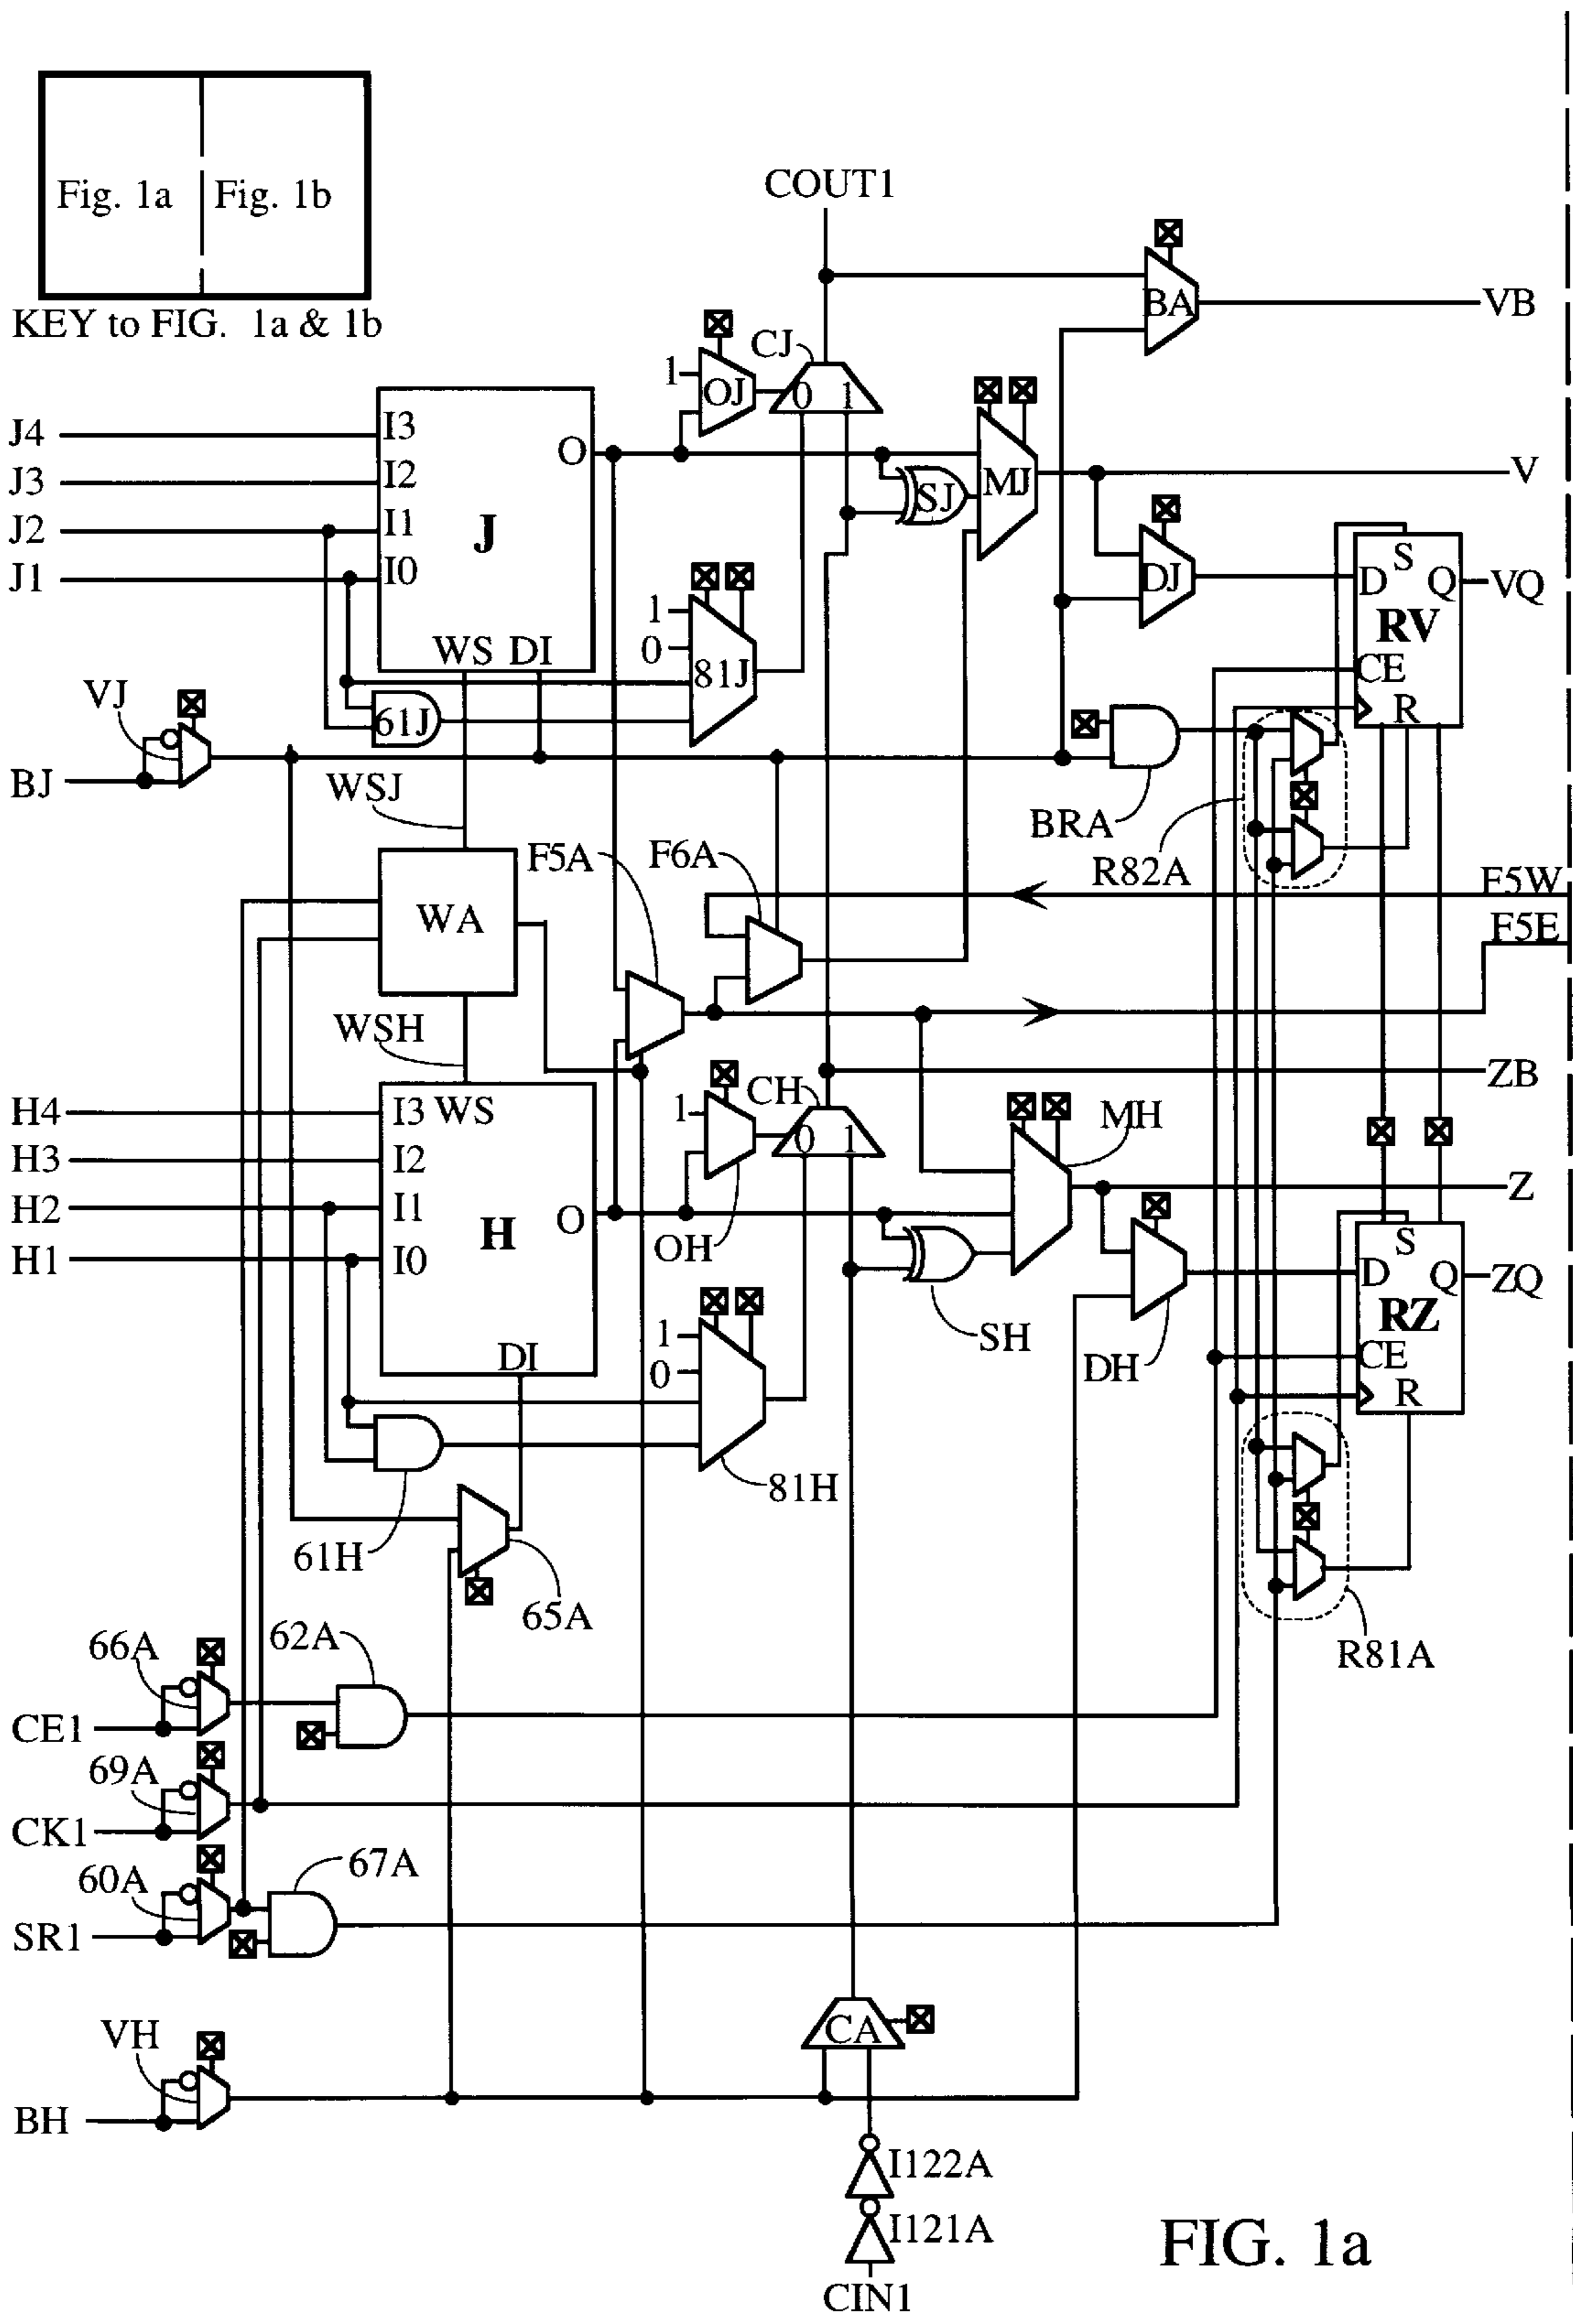 Fig. 1a Fig. 1b
KEY to FIG. 1a & 1b
COUT1
BA
VB
CJ
1
OJ
0 1
J4
J3
J2
J1
I3
I2
I1
I0
O
J
WS DI
SJ
MJ
V
DJ
D S Q
RV
CE
R
VQ
1
0
81J
61J
VJ
BJ
WSJ
BRA
R82A
F5A
F6A
F5W
F5E
WA
WSH
ZB
H4
H3
H2
H1
I3 WS
I2
I1
I0
O
H
DI
1
OH
CH
0 1
MH
Z
SH
DH
D S Q
RZ
CE
R
ZQ
1
0
81H
61H
65A
R81A
66A
62A
CE1
69A
CK1
60A
67A
SR1
VH
BH
CA
I122A
I121A
CIN1
FIG. 1a